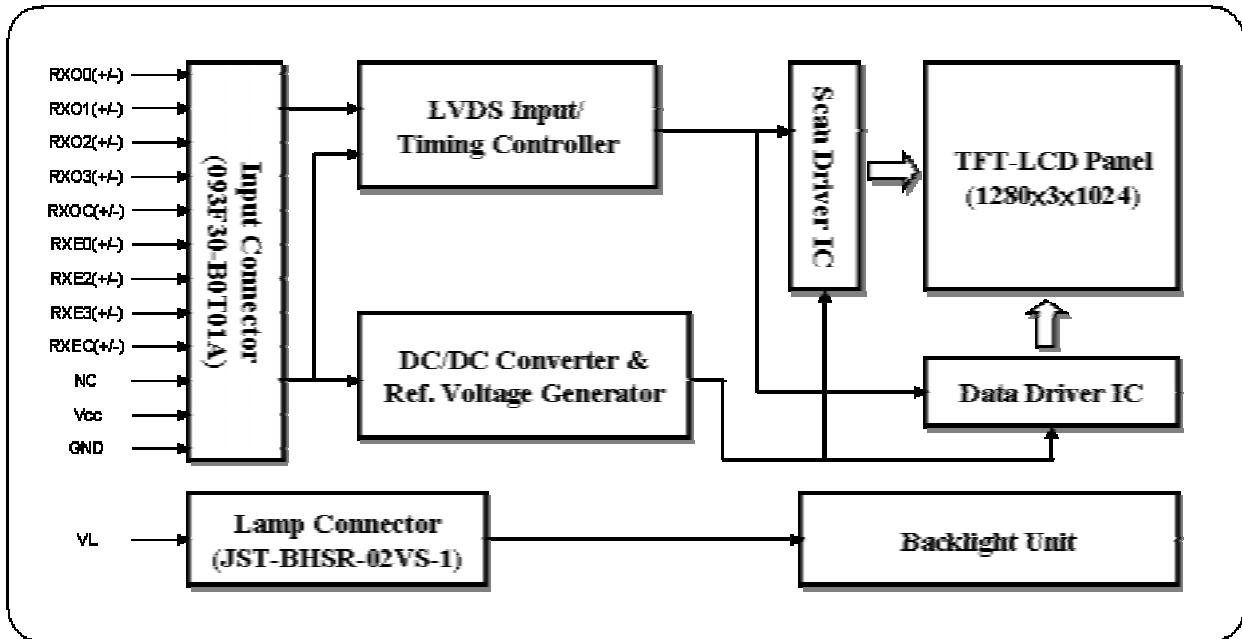 RXO0(+/-)
RXO1(+/-)
RXO2(+/-)
RXO3(+/-)
RXOC(+/-)
RXE0(+/-)
RXE2(+/-)
RXE3(+/-)
RXEC(+/-)
NC
Vcc
GND
VL
Input Connector
(093F30-B0T01A)
LVDS Input/
Timing Controller
DC/DC Converter &
Ref. Voltage Generator
Scan Driver IC
TFT-LCD Panel
(1280x3x1024)
Data Driver IC
Lamp Connector
(JST-BHSR-02VS-1)
Backlight Unit